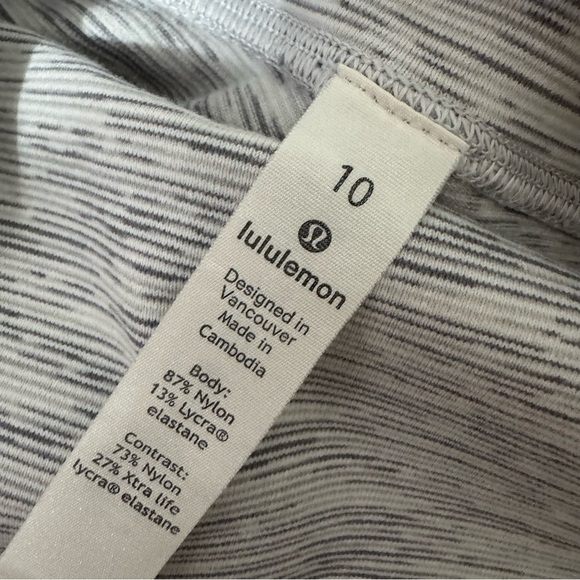 10
lululemon
Designed in
Vancouver
Made in
Cambodia
Body:
87% Nylon
13% Lycra®
elastane
Contrast:
73% Nylon
27% Xtra life
lycra® elastane